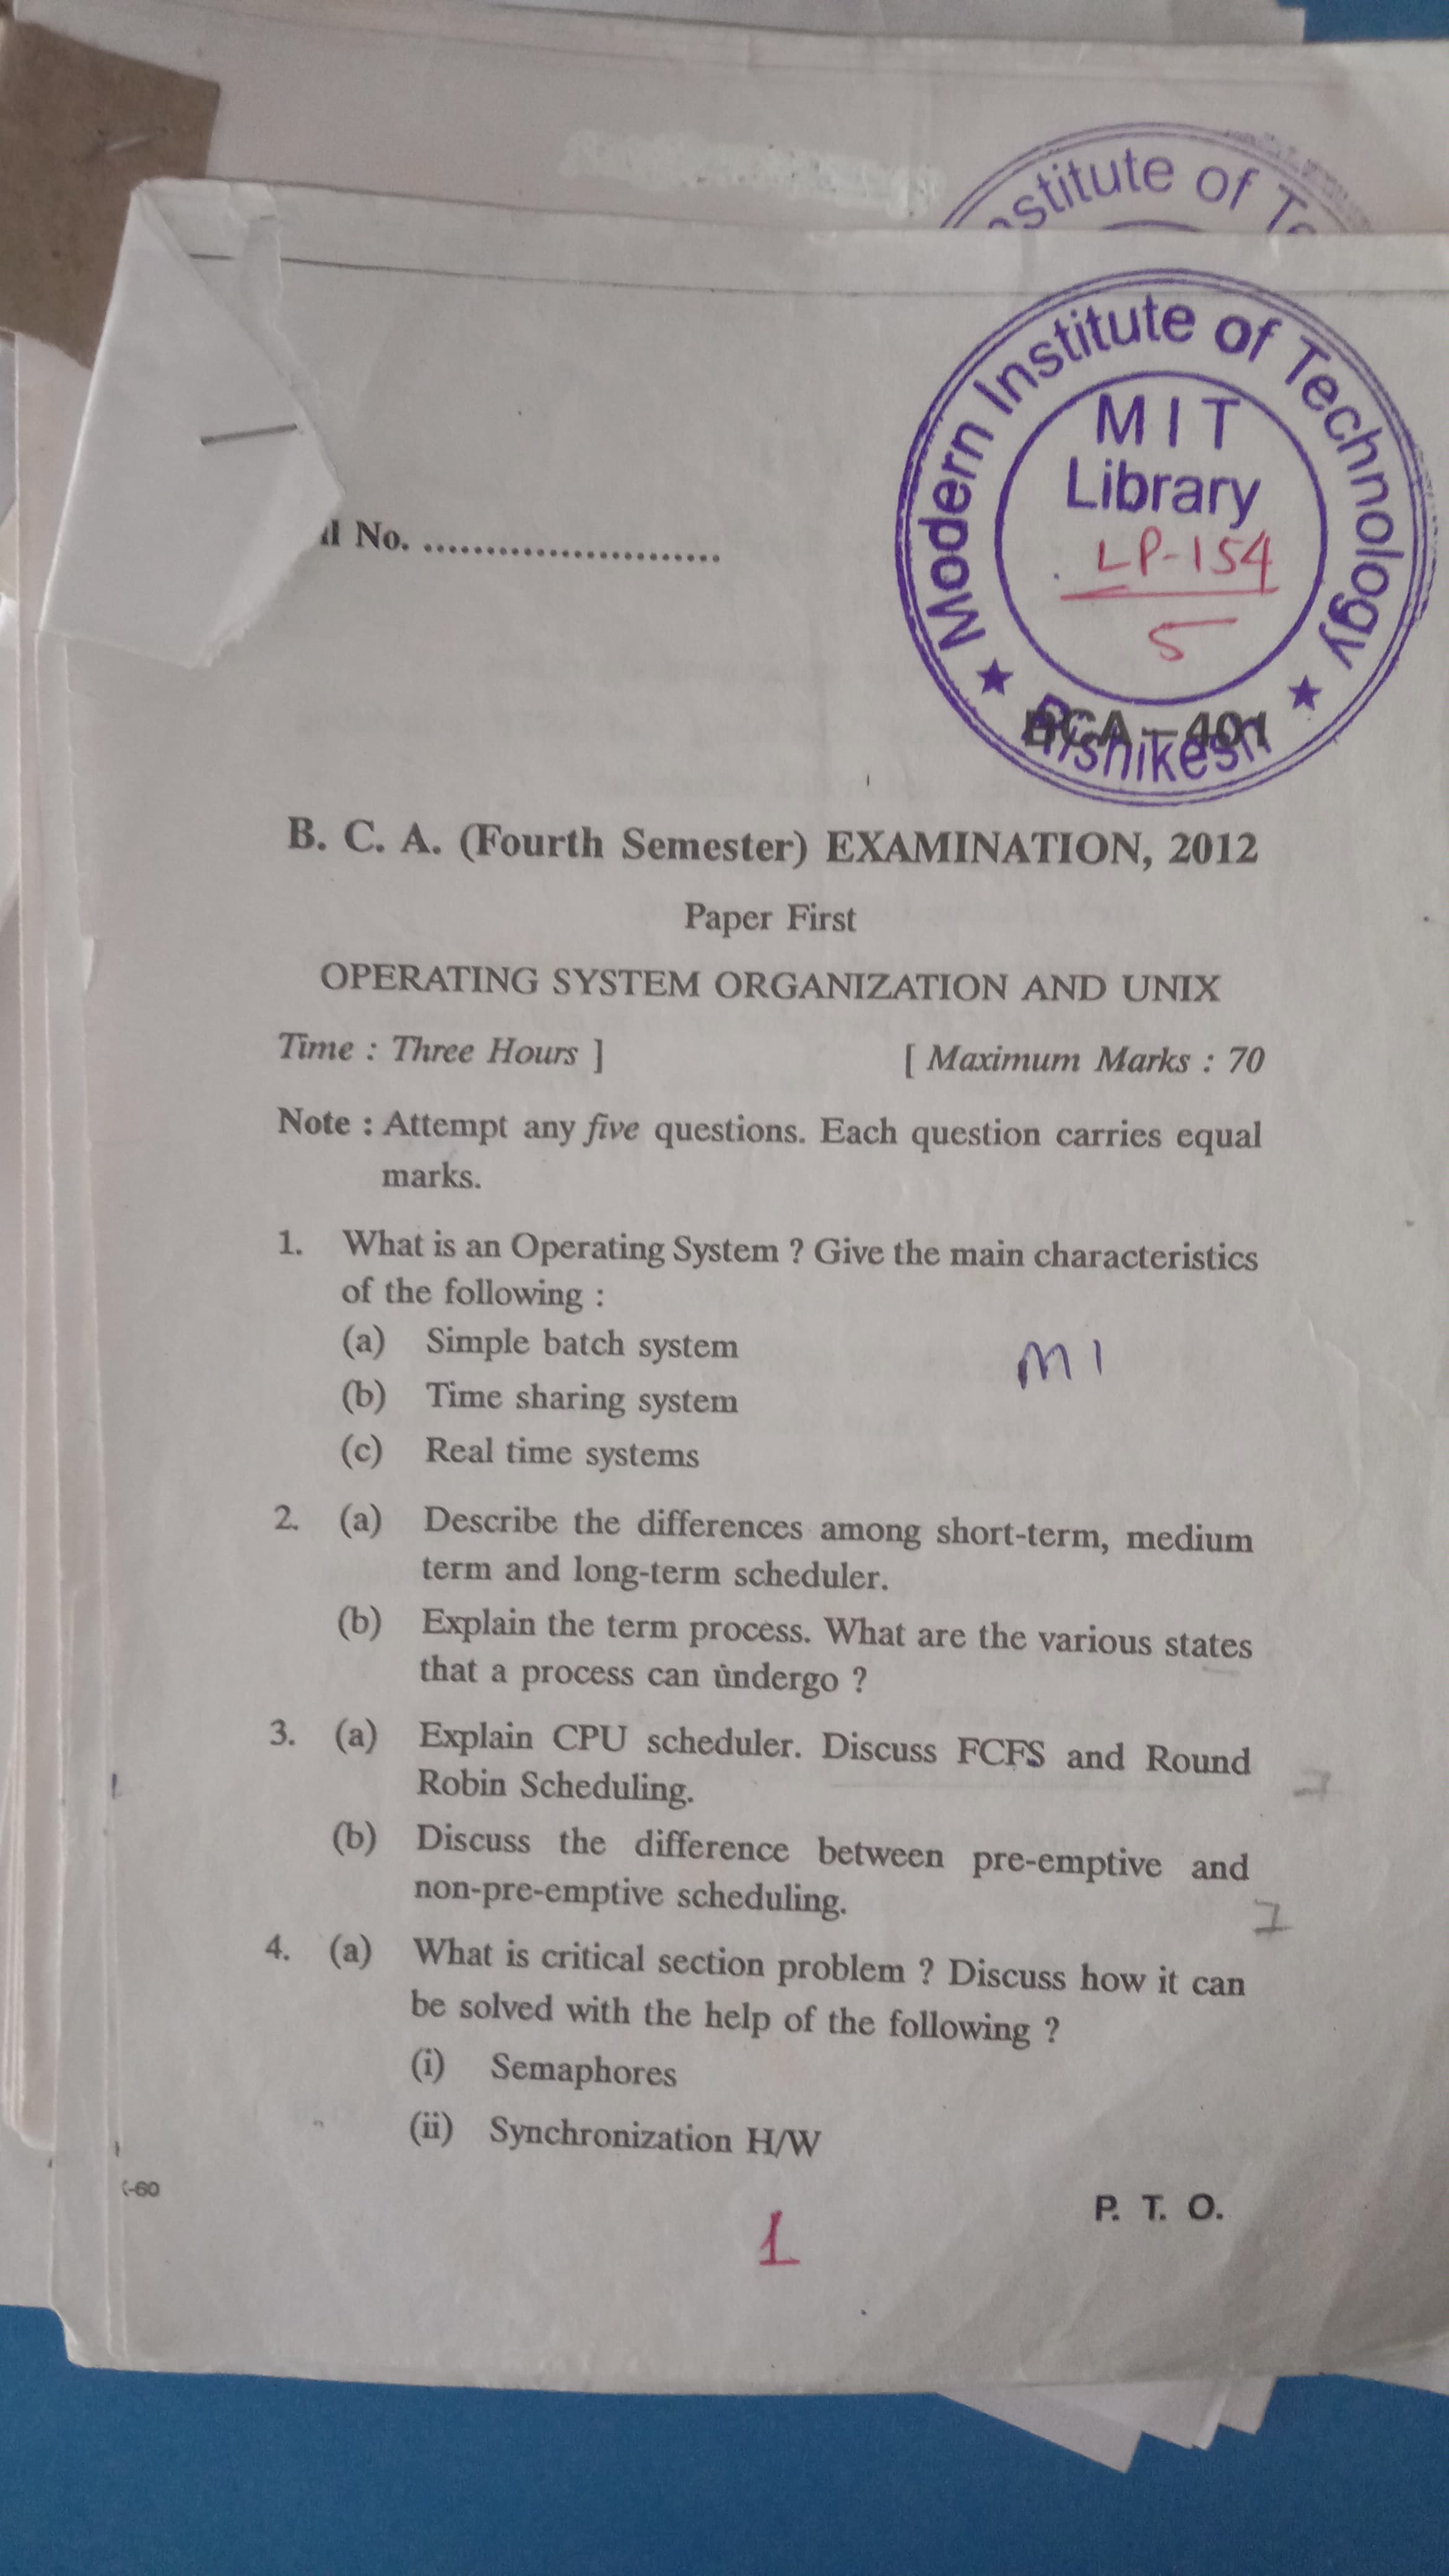 stitute of T
Modern Institute of Technology
MIT
Library
LP-154
5
★ Rishikesh ★
BCA-401
ll No. ........................
B. C. A. (Fourth Semester) EXAMINATION, 2012
Paper First
OPERATING SYSTEM ORGANIZATION AND UNIX
Time : Three Hours ] [ Maximum Marks : 70
Note : Attempt any five questions. Each question carries equal
marks.
1. What is an Operating System ? Give the main characteristics
of the following :
(a) Simple batch system
M1
(b) Time sharing system
(c) Real time systems
2. (a) Describe the differences among short-term, medium
term and long-term scheduler.
(b) Explain the term process. What are the various states
that a process can undergo ?
3. (a) Explain CPU scheduler. Discuss FCFS and Round
Robin Scheduling. 7
(b) Discuss the difference between pre-emptive and
non-pre-emptive scheduling. 7
4. (a) What is critical section problem ? Discuss how it can
be solved with the help of the following ?
(i) Semaphores
(ii) Synchronization H/W
-60
P. T. O.
1